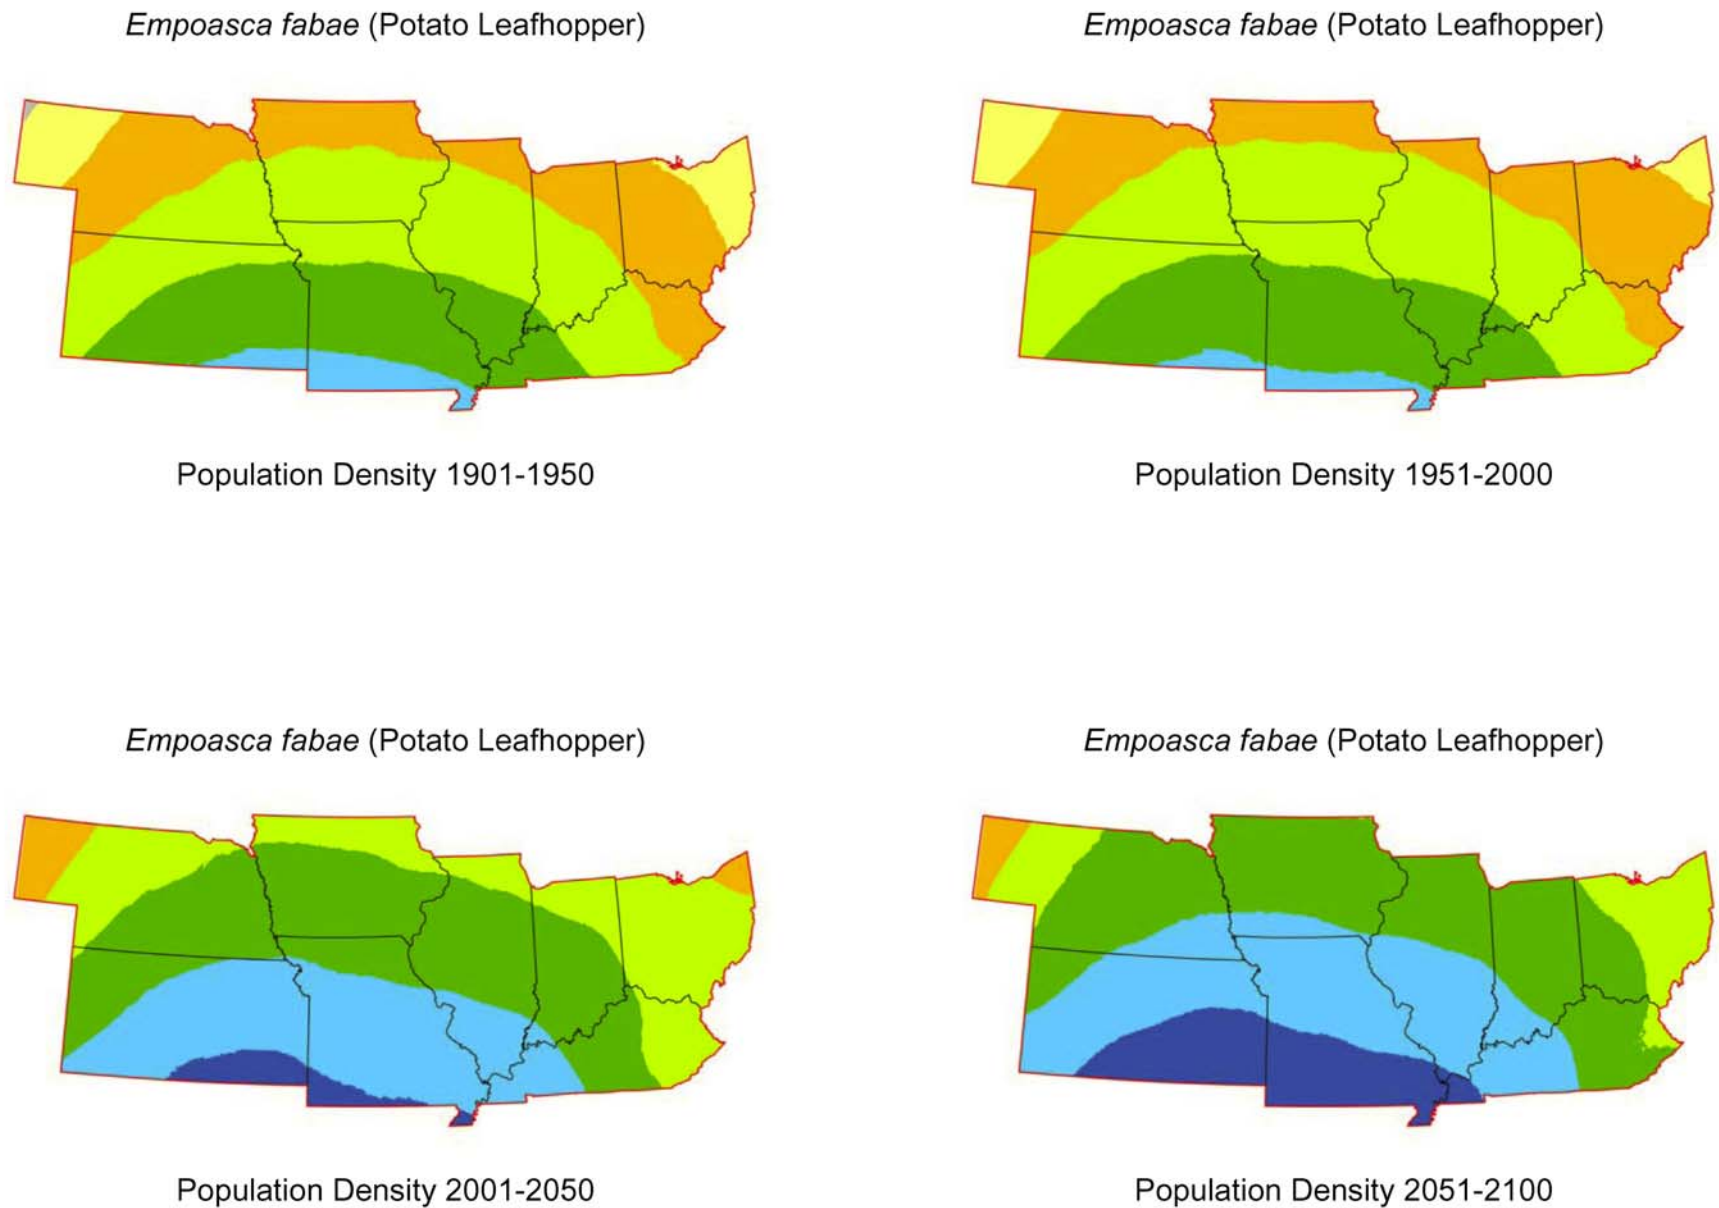 Empoasca fabae (Potato Leafhopper)
Empoasca fabae (Potato Leafhopper)
Population Density 1901-1950
Population Density 1951-2000
Empoasca fabae (Potato Leafhopper)
Empoasca fabae (Potato Leafhopper)
Population Density 2001-2050
Population Density 2051-2100